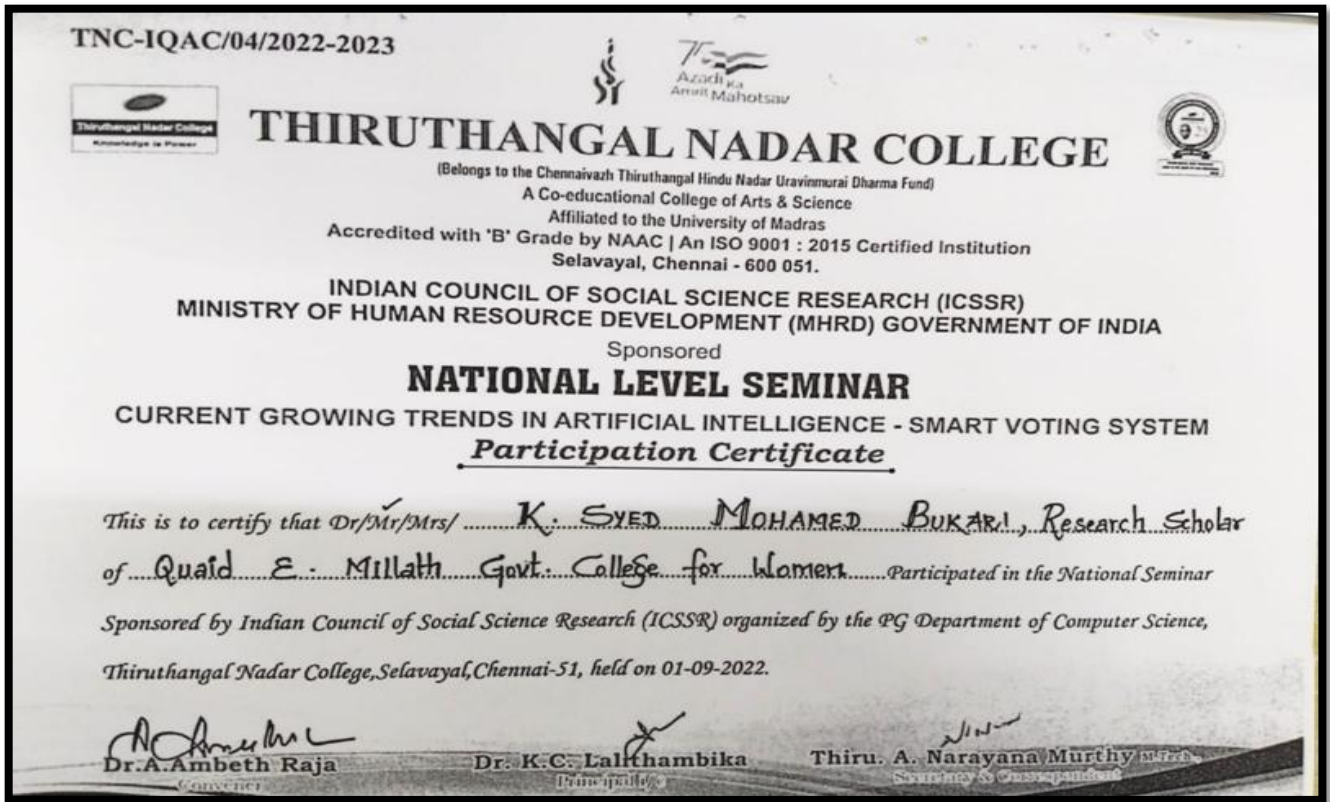 TNC-IQAC/04/2022-2023
Azadi Ka
Amrit Mahotsav
Thiruthangal Nadar College
Knowledge is Power
THIRUTHANGAL NADAR COLLEGE
(Belongs to the Chennaivazh Thiruthangal Hindu Nadar Uravinmurai Dharma Fund)
A Co-educational College of Arts & Science
Affiliated to the University of Madras
Accredited with 'B' Grade by NAAC | An ISO 9001 : 2015 Certified Institution
Selavayal, Chennai - 600 051.
INDIAN COUNCIL OF SOCIAL SCIENCE RESEARCH (ICSSR)
MINISTRY OF HUMAN RESOURCE DEVELOPMENT (MHRD) GOVERNMENT OF INDIA
Sponsored
NATIONAL LEVEL SEMINAR
CURRENT GROWING TRENDS IN ARTIFICIAL INTELLIGENCE - SMART VOTING SYSTEM
Participation Certificate
This is to certify that Dr/Mr/Mrs/ ........ K. SYED MOHAMED BUKARI, Research Scholar
of ... Quaid E. Millath Govt. College for Women ...... Participated in the National Seminar
Sponsored by Indian Council of Social Science Research (ICSSR) organized by the PG Department of Computer Science,
Thiruthangal Nadar College,Selavayal,Chennai-51, held on 01-09-2022.
Dr.A.Ambeth Raja
Convener
Dr. K.C. Lalithambika
Principal i/c
Thiru. A. Narayana Murthy M.Tech.,
Secretary & Correspondent